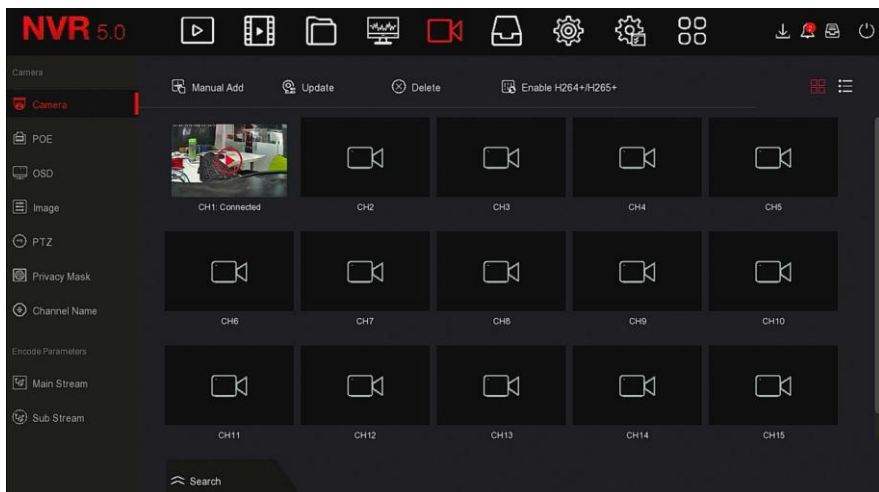 NVR 5.0
Camera
Camera
POE
OSD
Image
PTZ
Privacy Mask
Channel Name
Encode Parameters
Main Stream
Sub Stream
Manual Add
Update
Delete
Enable H264+/H265+
CH1: Connected
CH2
CH3
CH4
CH5
CH6
CH7
CH8
CH9
CH10
CH11
CH12
CH13
CH14
CH15
Search